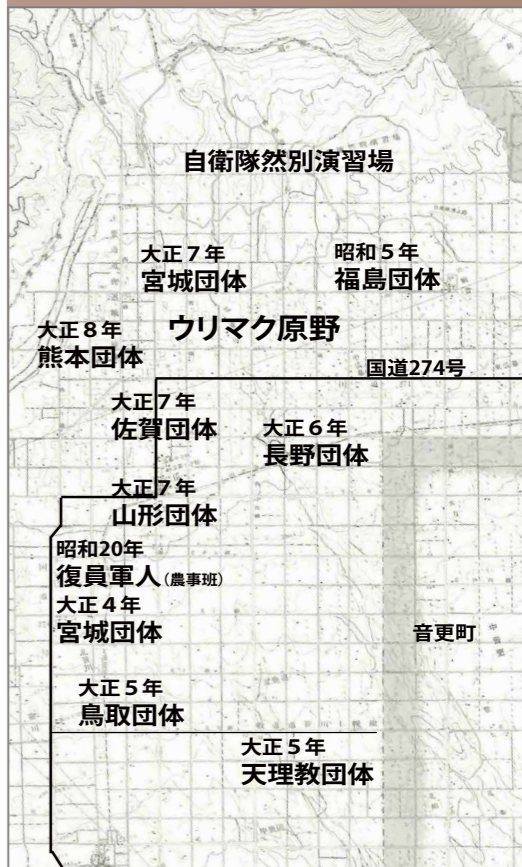 自衛隊然別演習場
大正７年
宮城団体
昭和５年
福島団体
ウリマク原野
大正８年
熊本団体
国道274号
大正７年
佐賀団体
大正６年
長野団体
大正７年
山形団体
昭和20年
復員軍人（農事班）
大正４年
宮城団体
音更町
大正５年
鳥取団体
大正５年
天理教団体